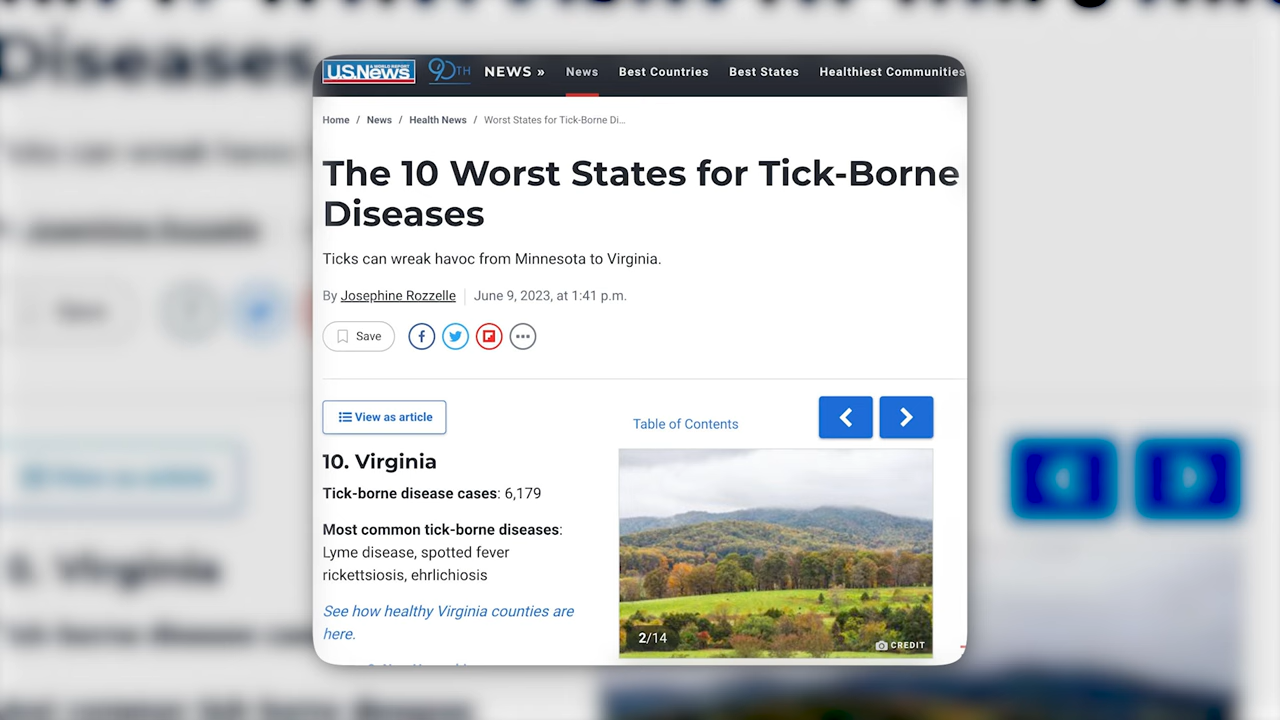 U.S.News
& WORLD REPORT
90TH
NEWS »
News
Best Countries
Best States
Healthiest Communities
Home / News / Health News / Worst States for Tick-Borne Di...
The 10 Worst States for Tick-Borne
Diseases
Ticks can wreak havoc from Minnesota to Virginia.
By Josephine Rozzelle
June 9, 2023, at 1:41 p.m.
Save
View as article
Table of Contents
10. Virginia
Tick-borne disease cases: 6,179
Most common tick-borne diseases:
Lyme disease, spotted fever
rickettsiosis, ehrlichiosis
See how healthy Virginia counties are
here.
2/14
CREDIT